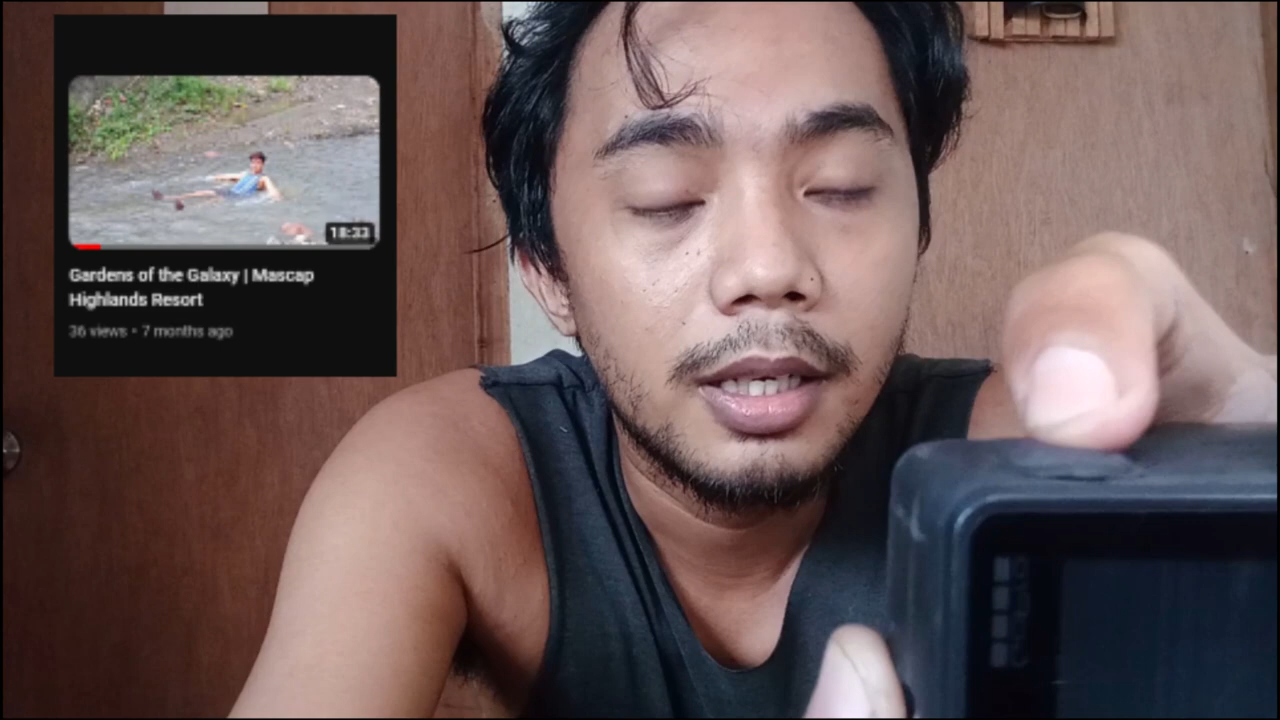 18:33
Gardens of the Galaxy | Mascap
Highlands Resort
36 views • 7 months ago